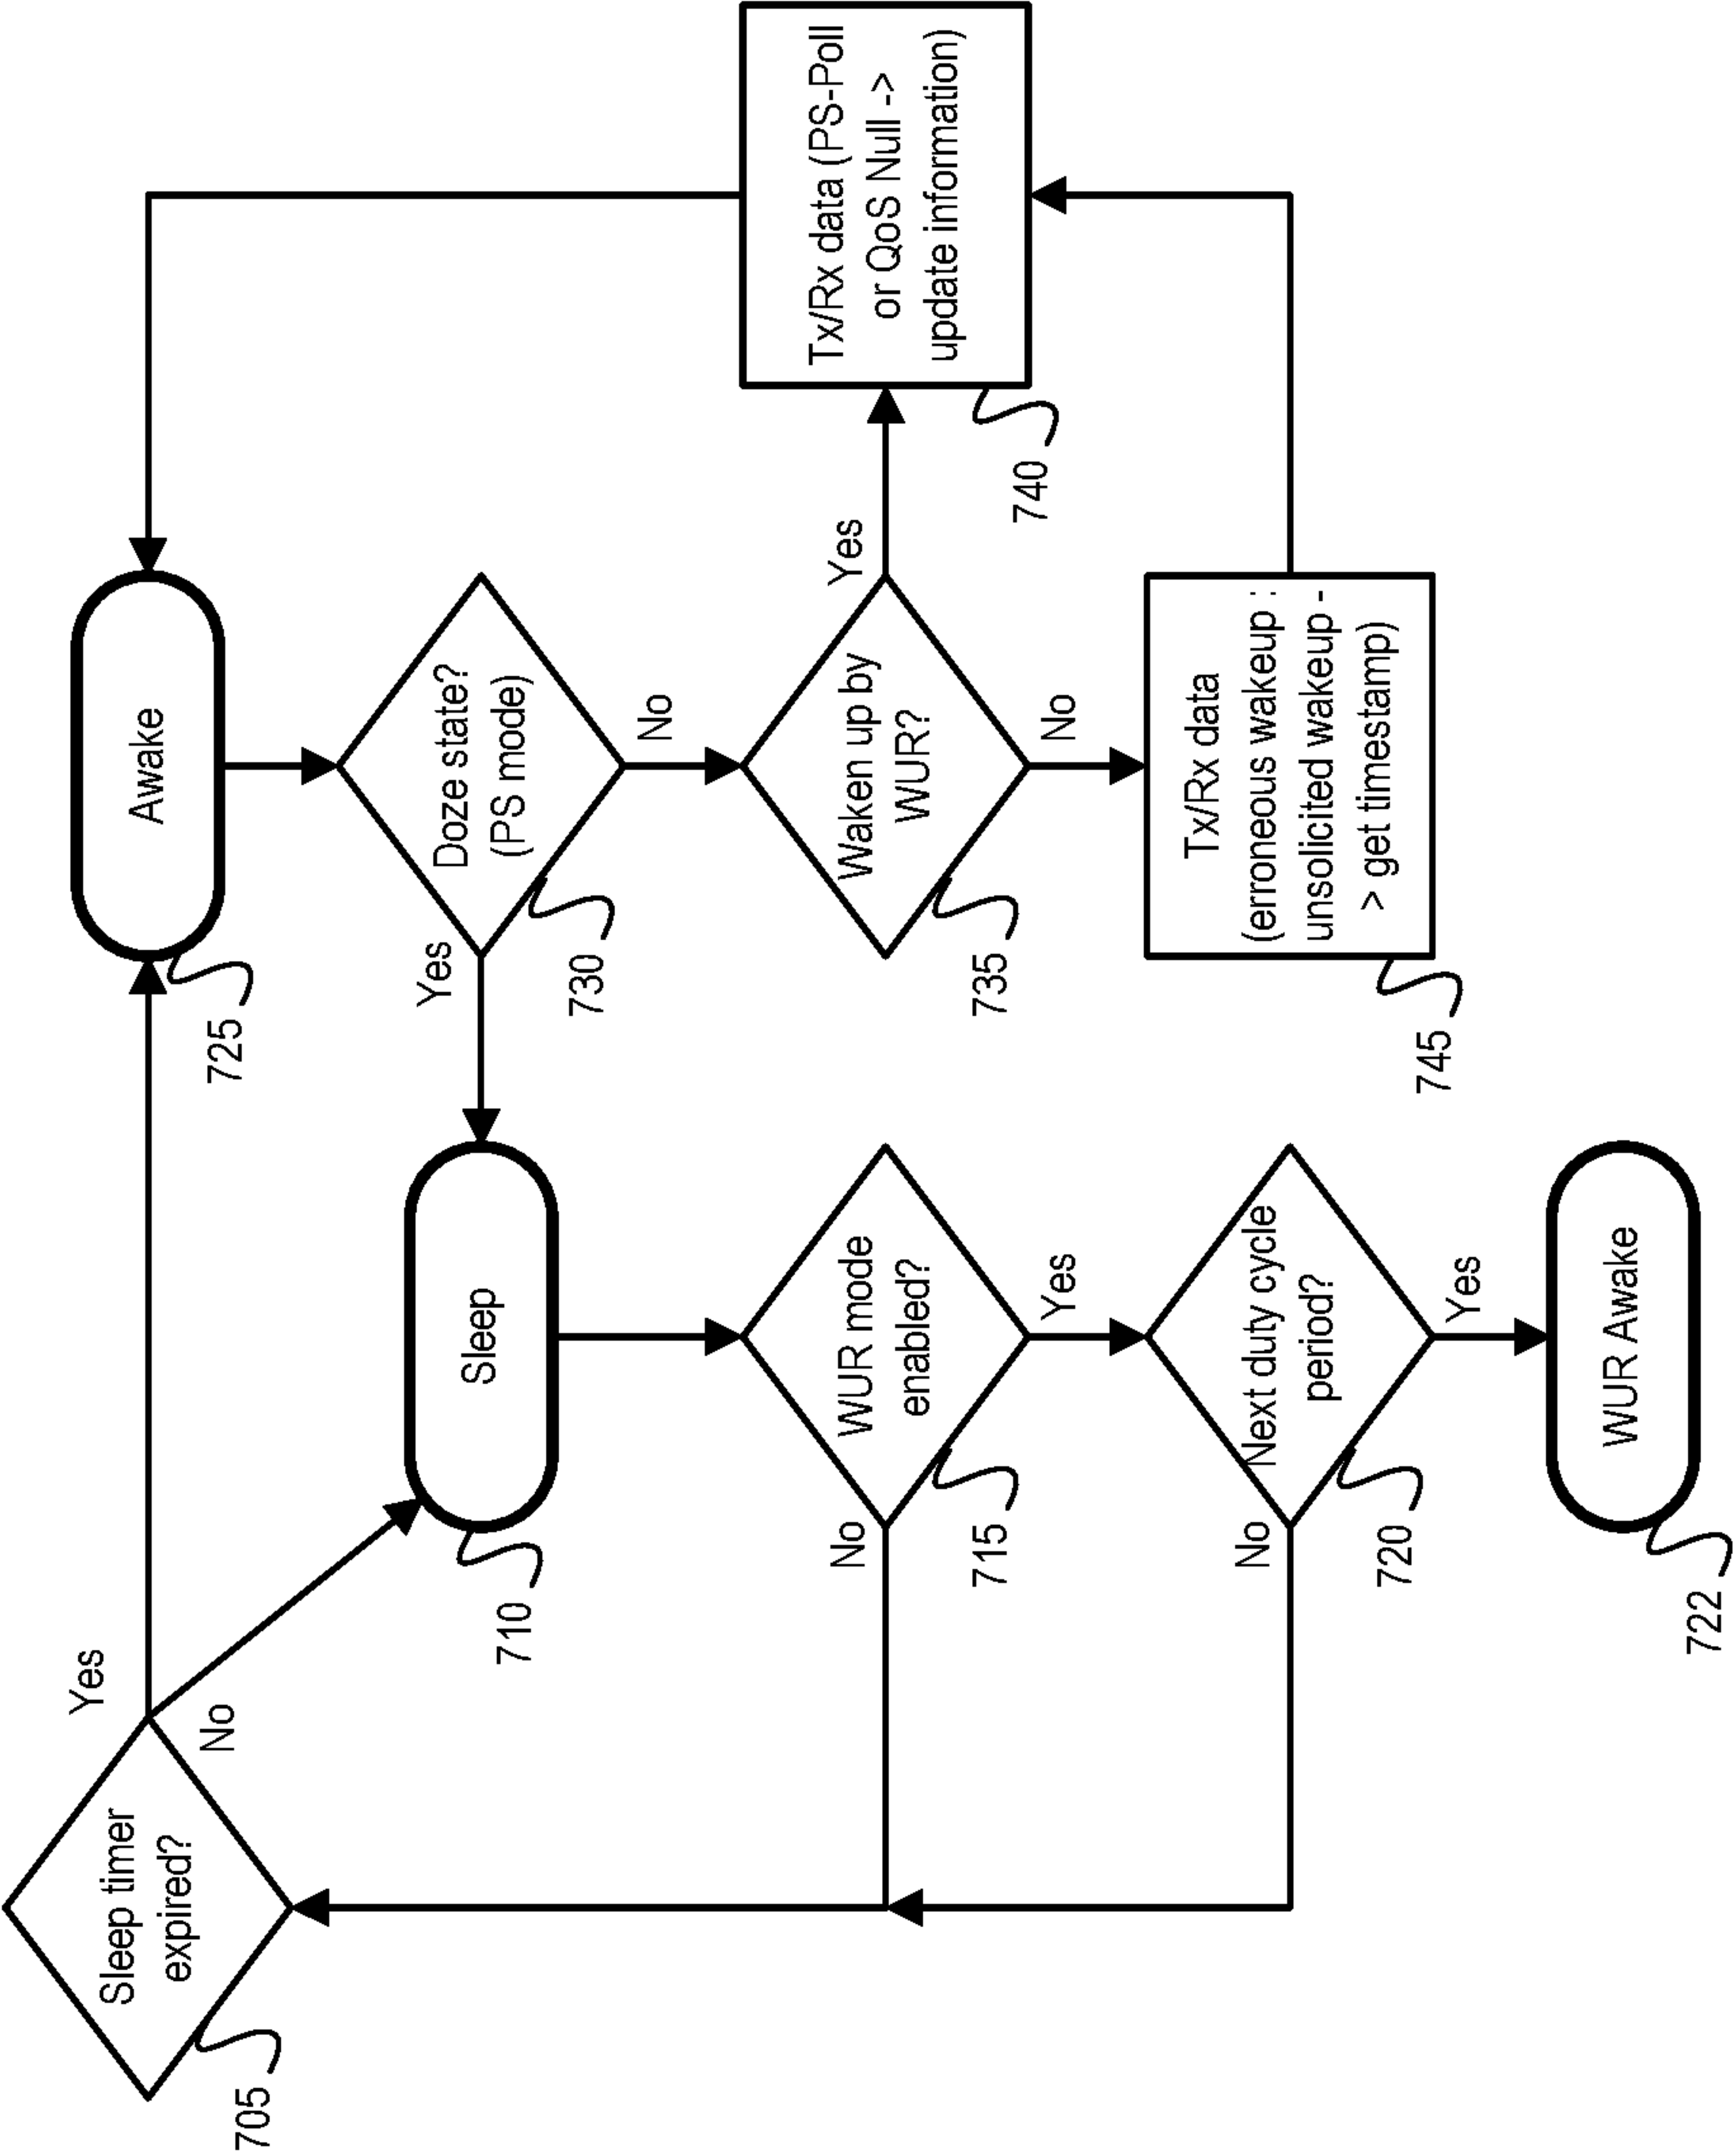 Sleep timer
expired?
705
Yes
No
Awake
725
Sleep
710
Doze state?
(PS mode)
730
Yes
No
WUR mode
enabled?
715
No
Yes
Waken up by
WUR?
735
Yes
No
Tx/Rx data (PS-Poll
or QoS Null ->
update information)
740
Next duty cycle
period?
720
No
Yes
Tx/Rx data
(erroneous wakeup :
unsolicited wakeup -
> get timestamp)
745
WUR Awake
722